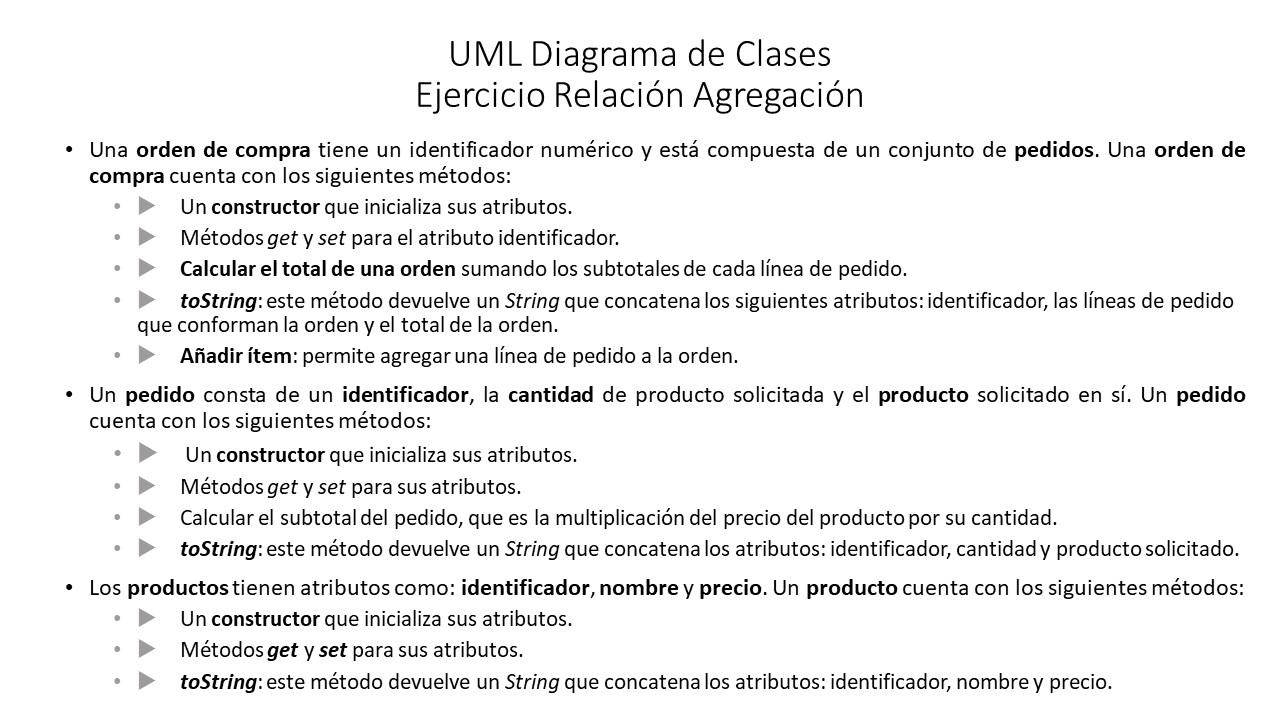 UML Diagrama de Clases
Ejercicio Relación Agregación
• Una orden de compra tiene un identificador numérico y está compuesta de un conjunto de pedidos. Una orden de
compra cuenta con los siguientes métodos:
• ▶ Un constructor que inicializa sus atributos.
• ▶ Métodos get y set para el atributo identificador.
• ▶ Calcular el total de una orden sumando los subtotales de cada línea de pedido.
• ▶ toString: este método devuelve un String que concatena los siguientes atributos: identificador, las líneas de pedido
que conforman la orden y el total de la orden.
• ▶ Añadir ítem: permite agregar una línea de pedido a la orden.
• Un pedido consta de un identificador, la cantidad de producto solicitada y el producto solicitado en sí. Un pedido
cuenta con los siguientes métodos:
• ▶ Un constructor que inicializa sus atributos.
• ▶ Métodos get y set para sus atributos.
• ▶ Calcular el subtotal del pedido, que es la multiplicación del precio del producto por su cantidad.
• ▶ toString: este método devuelve un String que concatena los atributos: identificador, cantidad y producto solicitado.
• Los productos tienen atributos como: identificador, nombre y precio. Un producto cuenta con los siguientes métodos:
• ▶ Un constructor que inicializa sus atributos.
• ▶ Métodos get y set para sus atributos.
• ▶ toString: este método devuelve un String que concatena los atributos: identificador, nombre y precio.